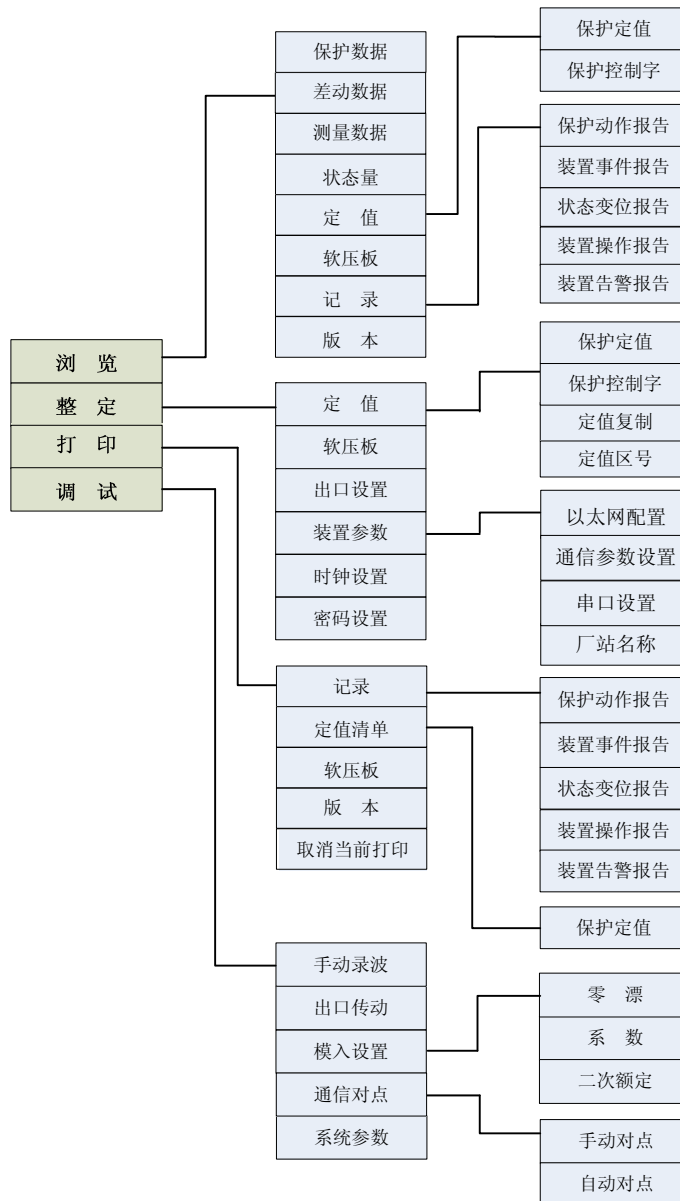 浏 览
整 定
打 印
调 试
保护数据
差动数据
测量数据
状态量
定 值
软压板
记 录
版 本
保护定值
保护控制字
保护动作报告
装置事件报告
状态变位报告
装置操作报告
装置告警报告
定 值
软压板
出口设置
装置参数
时钟设置
密码设置
保护定值
保护控制字
定值复制
定值区号
以太网配置
通信参数设置
串口设置
厂站名称
记录
定值清单
软压板
版 本
取消当前打印
保护动作报告
装置事件报告
状态变位报告
装置操作报告
装置告警报告
保护定值
手动录波
出口传动
模入设置
通信对点
系统参数
零 漂
系 数
二次额定
手动对点
自动对点